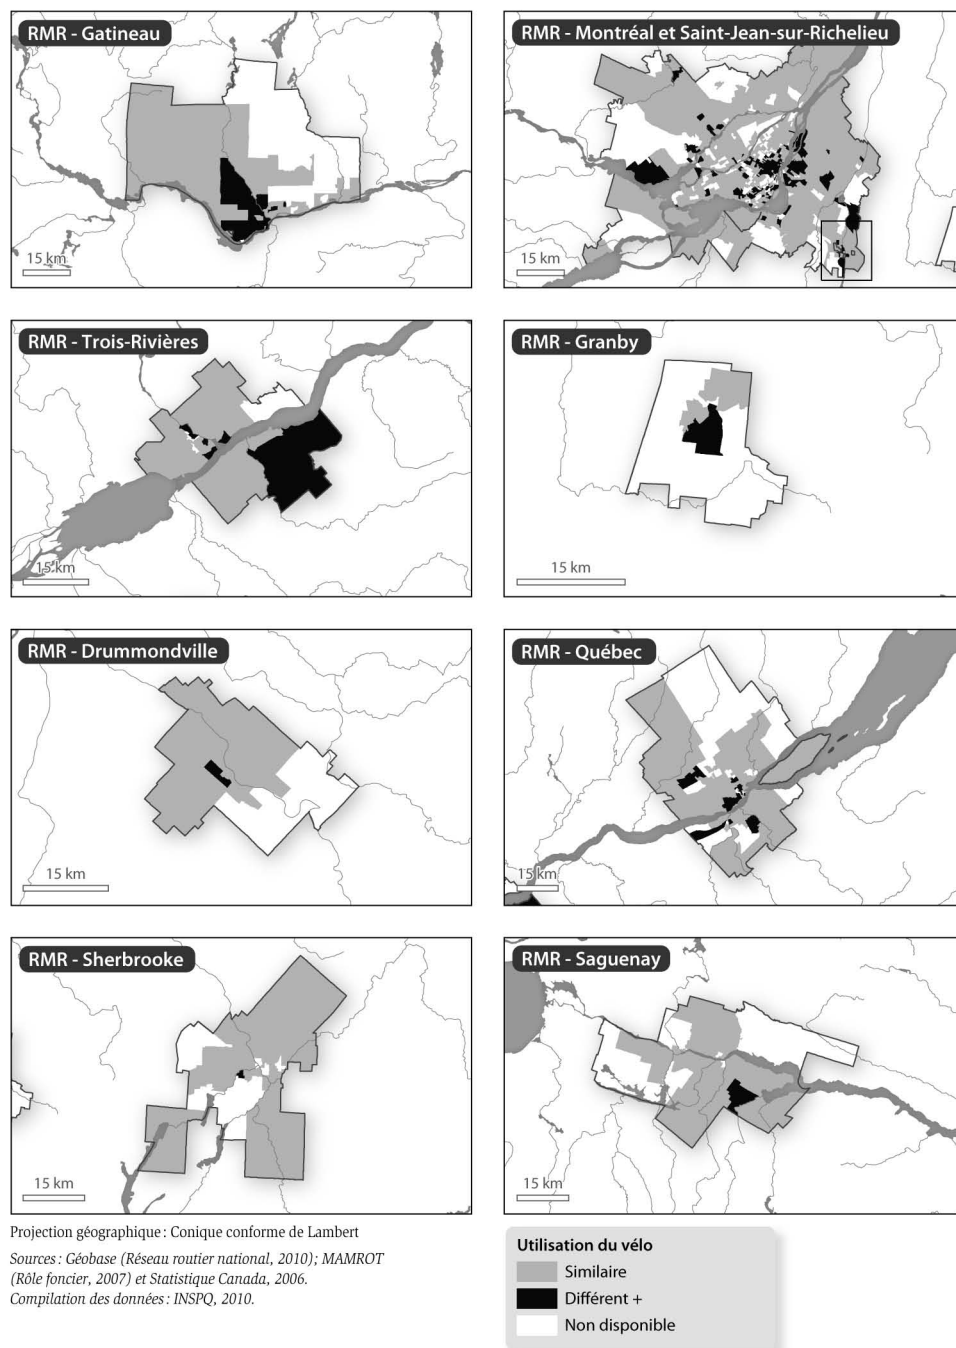 RMR - Gatineau
15 km
RMR - Montréal et Saint-Jean-sur-Richelieu
15 km
RMR - Trois-Rivières
15 km
RMR - Granby
15 km
RMR - Drummondville
15 km
RMR - Québec
15 km
RMR - Sherbrooke
15 km
RMR - Saguenay
15 km
Projection géographique : Conique conforme de Lambert
Sources : Géobase (Réseau routier national, 2010); MAMROT
(Rôle foncier, 2007) et Statistique Canada, 2006.
Compilation des données : INSPQ, 2010.
Utilisation du vélo
Similaire
Différent +
Non disponible